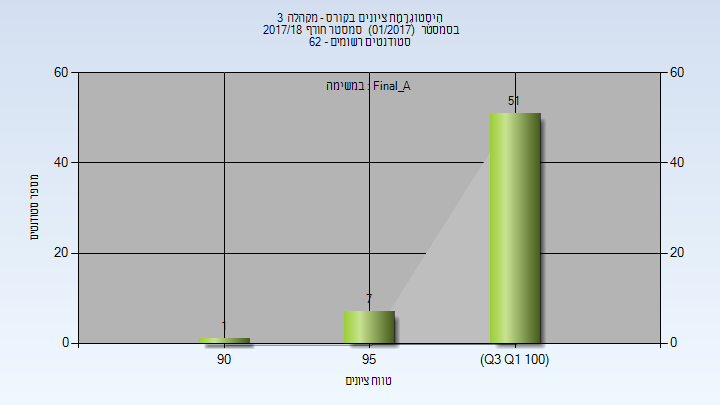 היסטוגרמת ציונים בקורס - מקהלה 3
בסמסטר (01/2017) סמסטר חורף 2017/18
סטודנטים רשומים - 62
במשימה : Final_A
60 60
51
40 40
מספר סטודנטים
20 20
7
1
0 0
90 95 (Q3 Q1 100)
טווח ציונים